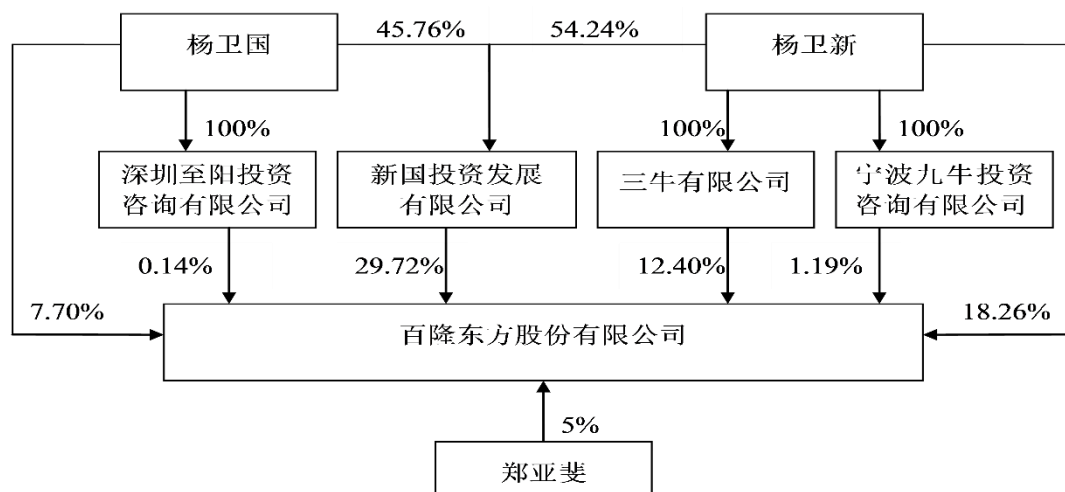 杨卫国
45.76%
54.24%
杨卫新
100%
100%
100%
深圳至阳投资
咨询有限公司
新国投资发展
有限公司
三牛有限公司
宁波九牛投资
咨询有限公司
0.14%
29.72%
12.40%
1.19%
7.70%
18.26%
百隆东方股份有限公司
5%
郑亚斐